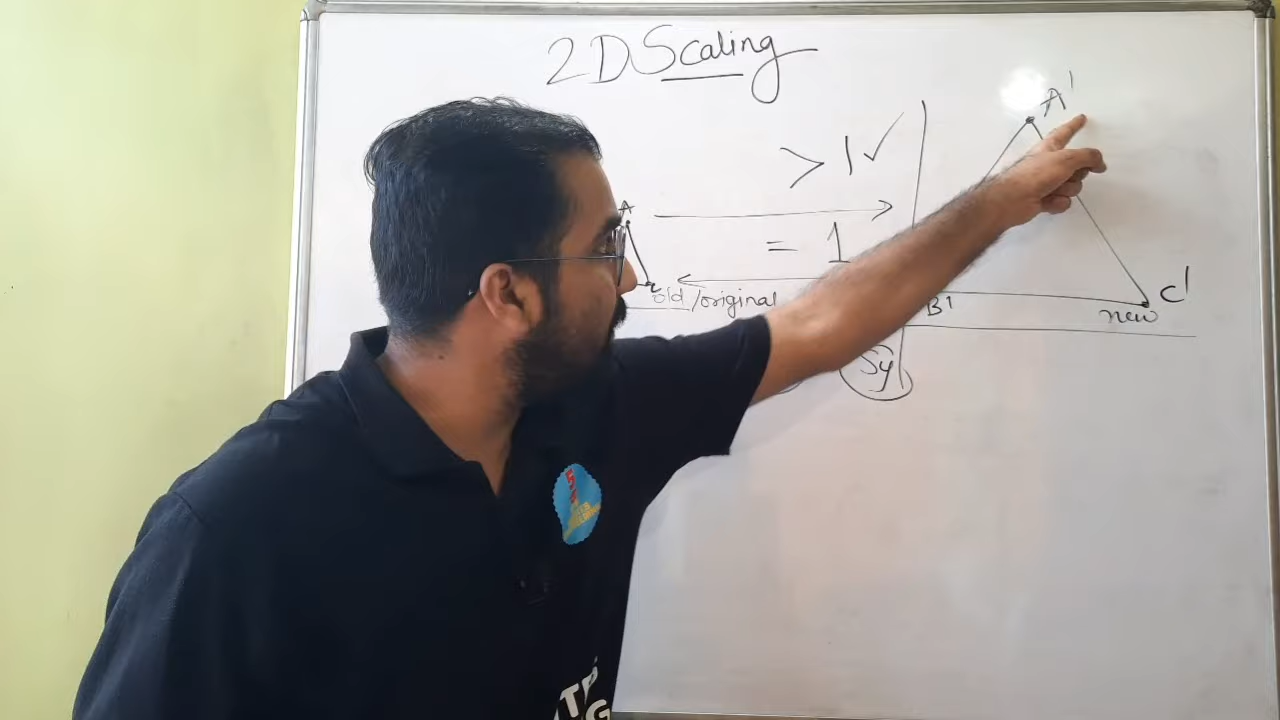 2D Scaling
A'
> 1 ✓
A
= 1
C old/original
B'
C'
new
Sy